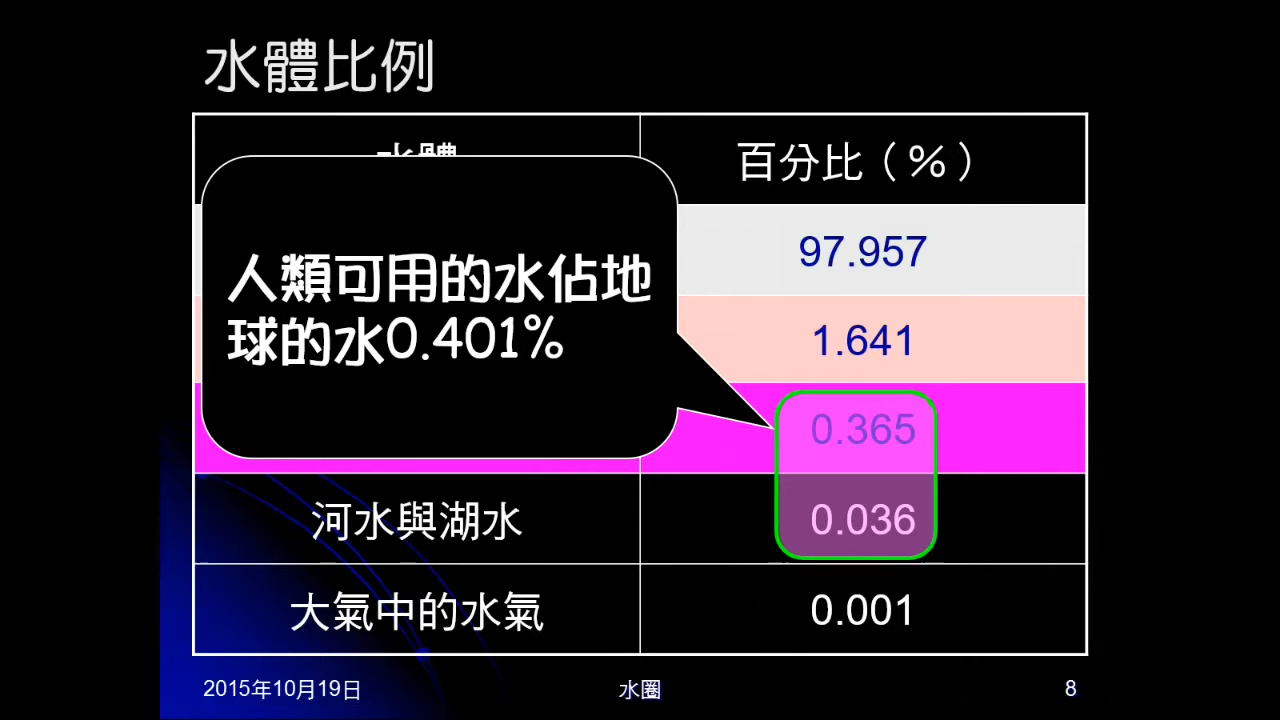 水體比例
水體
百分比（%）
人類可用的水佔地
球的水0.401%
97.957
1.641
0.365
河水與湖水
0.036
大氣中的水氣
0.001
2015年10月19日
水圈
8